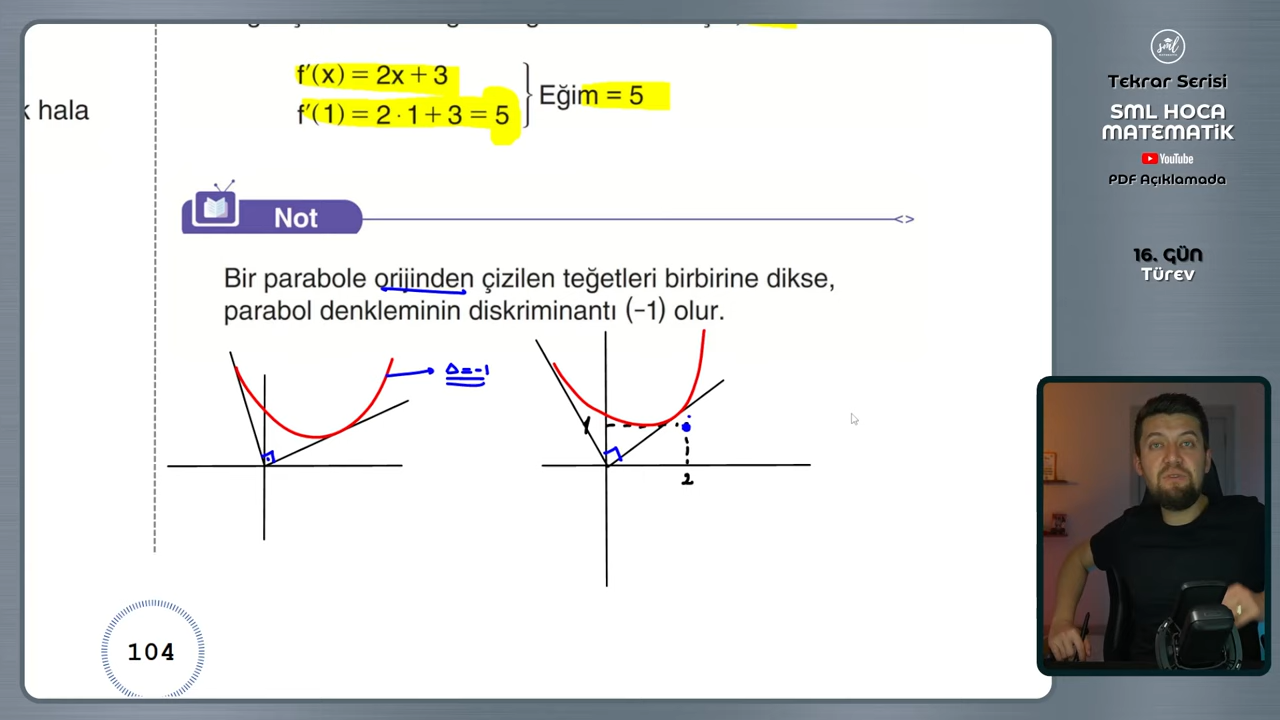 f′(x) = 2x + 3
f′(1) = 2 · 1 + 3 = 5
Eğim = 5
k hala
Not
<>
Bir parabole orijinden çizilen teğetleri birbirine dikse,
parabol denkleminin diskriminantı (−1) olur.
Δ=-1
2
104
sml
Tekrar Serisi
SML HOCA
MATEMATİK
YouTube
PDF Açıklamada
16. GÜN
Türev